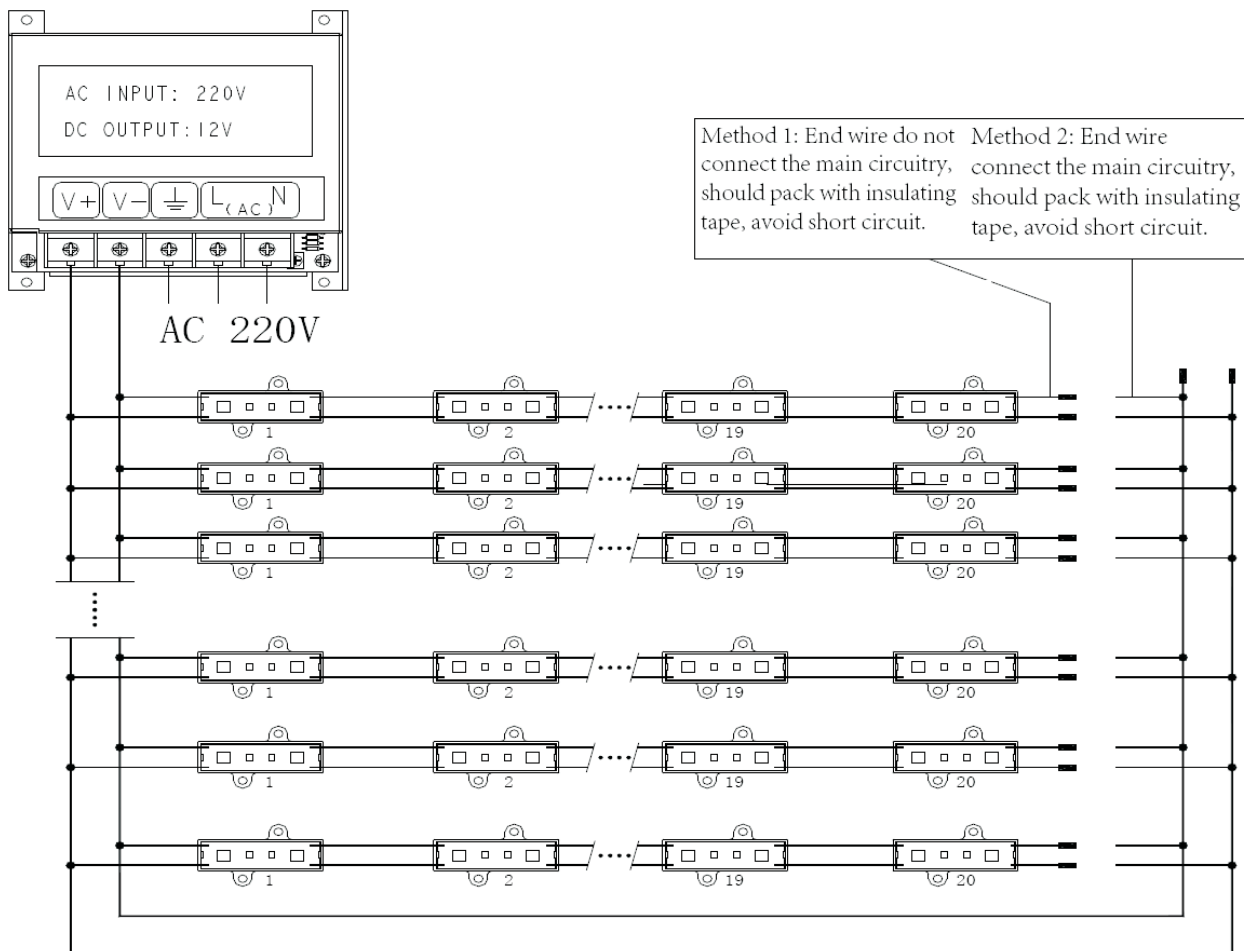 AC INPUT: 220V
DC OUTPUT:12V
V+ V- L (AC) N
AC 220V
Method 1: End wire do not
connect the main circuitry,
should pack with insulating
tape, avoid short circuit.
Method 2: End wire
connect the main circuitry,
should pack with insulating
tape, avoid short circuit.
1 2 19 20
1 2 19 20
1 2 19 20
1 2 19 20
1 2 19 20
1 2 19 20